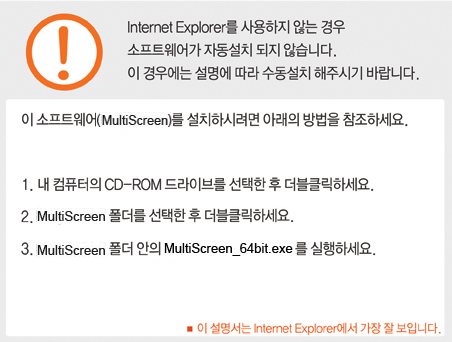 Internet Explorer를 사용하지 않는 경우
소프트웨어가 자동설치 되지 않습니다.
이 경우에는 설명에 따라 수동설치 해주시기 바랍니다.
이 소프트웨어(MultiScreen)를 설치하시려면 아래의 방법을 참조하세요.
1. 내 컴퓨터의 CD-ROM 드라이브를 선택한 후 더블클릭하세요.
2. MultiScreen 폴더를 선택한 후 더블클릭하세요.
3. MultiScreen 폴더 안의 MultiScreen_64bit.exe 를 실행하세요.
■ 이 설명서는 Internet Explorer에서 가장 잘 보입니다.